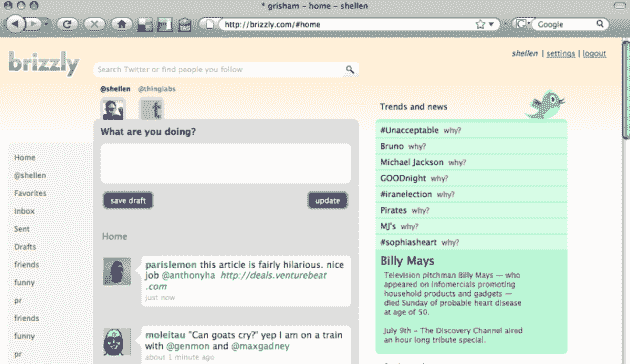 * grisham - home - shellen
http://brizzly.com/#home
Google
shellen | settings | logout
brizzly
Search Twitter or find people you follow
@shellen @thinglabs
What are you doing?
save draft
update
Home
@shellen
Favorites
Inbox
Sent
Drafts
friends
funny
pr
friends
funny
pr
Home
parislemon this article is fairly hilarious. nice
job @anthonyha http://deals.venturebeat
.com
just now
moleitau "Can goats cry?" yep I am on a train
with @genmon and @maxgadney
about 1 minute ago
Trends and news
#Unacceptable why?
Bruno why?
Michael Jackson why?
GOODnight why?
#iranelection why?
Pirates why?
MJ's why?
#sophiasheart why?
Billy Mays
Television pitchman Billy Mays — who
appeared on infomercials promoting
household products and gadgets —
died Sunday of probable heart disease
at age of 50.
July 9th - The Discovery Channel aired
an hour long tribute special.